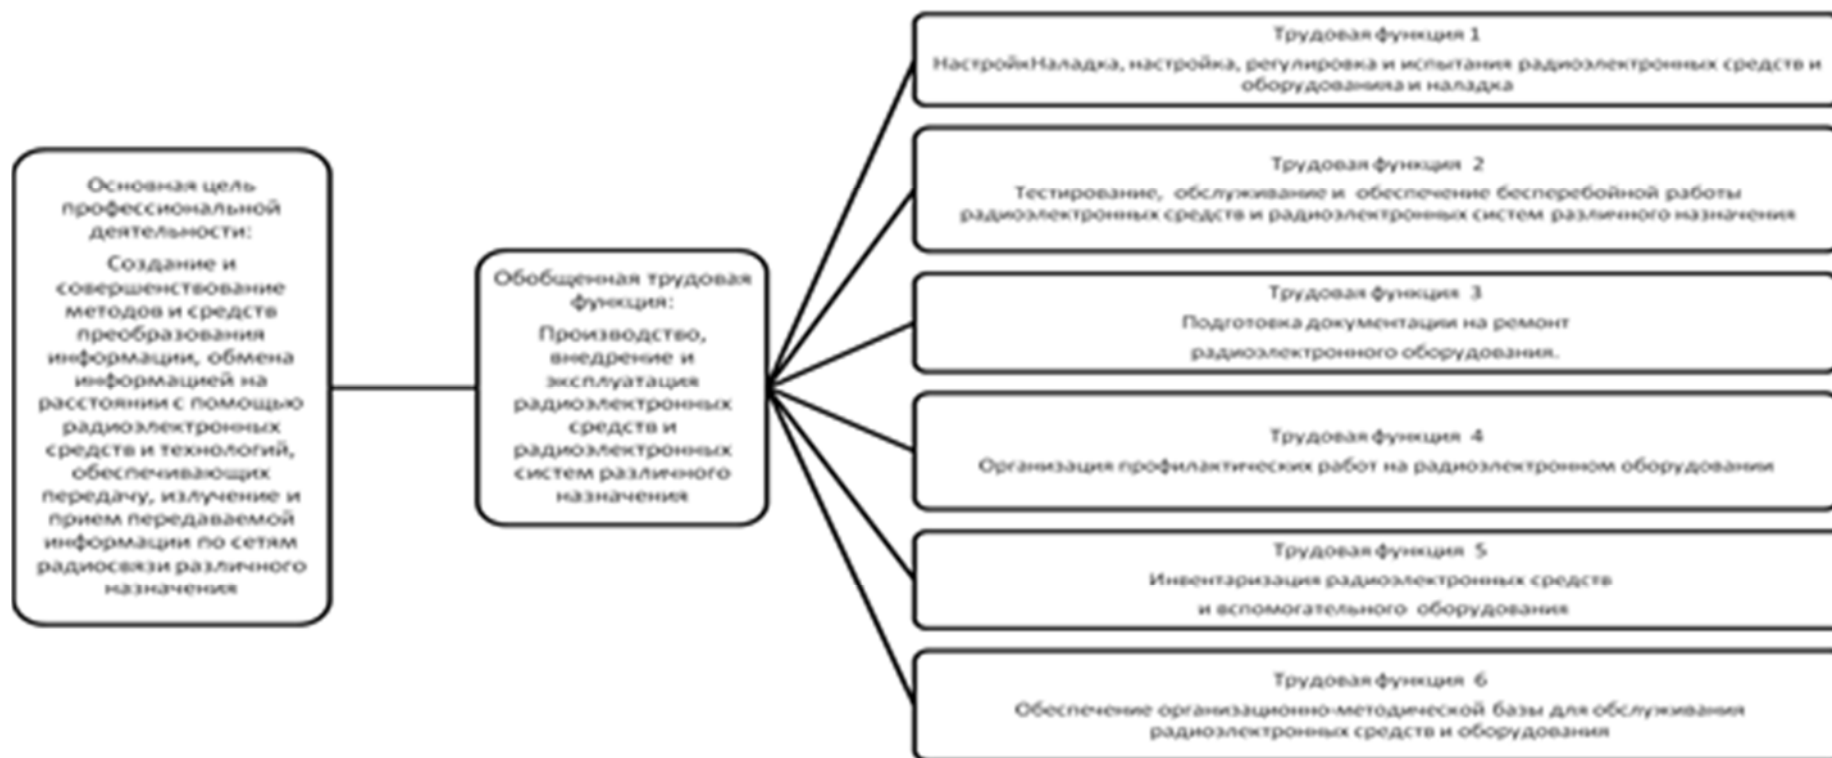 Основная цель
профессиональной
деятельности:
Создание и
совершенствование
методов и средств
преобразования
информации, обмена
информацией на
расстоянии с помощью
радиоэлектронных
средств и технологий,
обеспечивающих
передачу, излучение и
прием передаваемой
информации по сетям
радиосвязи различного
назначения
Обобщенная трудовая
функция:
Производство,
внедрение и
эксплуатация
радиоэлектронных
средств и
радиоэлектронных
систем различного
назначения
Трудовая функция 1
НастройкНаладка, настройка, регулировка и испытания радиоэлектронных средств и
оборудованияа и наладка
Трудовая функция 2
Тестирование, обслуживание и обеспечение бесперебойной работы
радиоэлектронных средств и радиоэлектронных систем различного назначения
Трудовая функция 3
Подготовка документации на ремонт
радиоэлектронного оборудования.
Трудовая функция 4
Организация профилактических работ на радиоэлектронном оборудовании
Трудовая функция 5
Инвентаризация радиоэлектронных средств
и вспомогательного оборудования
Трудовая функция 6
Обеспечение организационно-методической базы для обслуживания
радиоэлектронных средств и оборудования